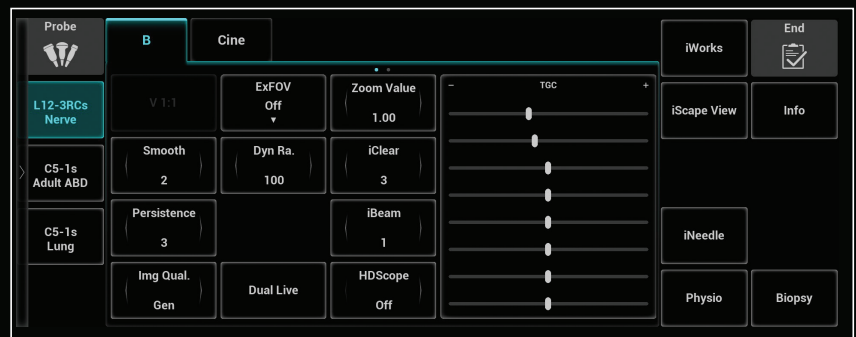 Probe
B
Cine
iWorks
End
L12-3RCs
Nerve
V 1:1
ExFOV
Off
Zoom Value
1.00
- TGC +
iScape View
Info
C5-1s
Adult ABD
Smooth
2
Dyn Ra.
100
iClear
3
C5-1s
Lung
Persistence
3
iBeam
1
iNeedle
Img Qual.
Gen
Dual Live
HDScope
Off
Physio
Biopsy